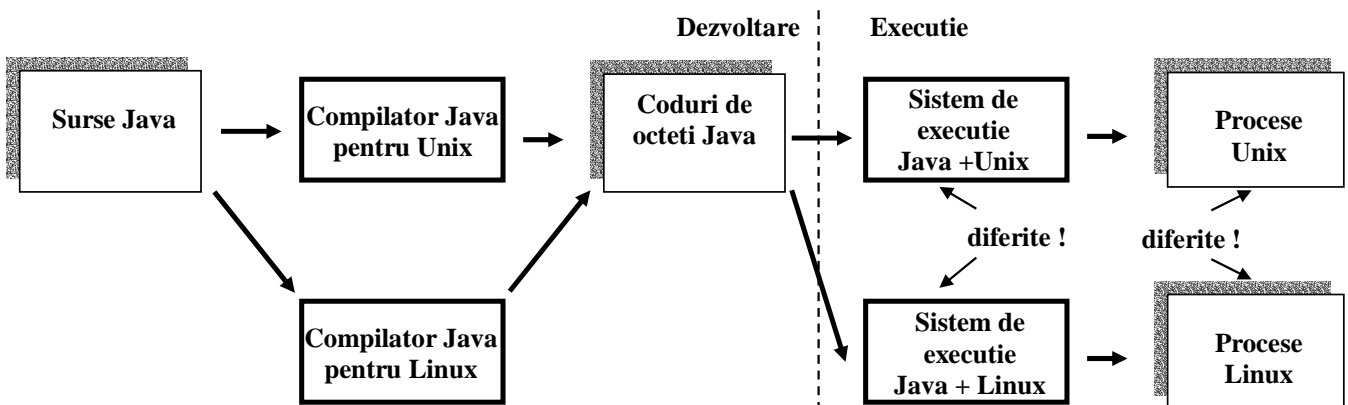 Dezvoltare
Executie
Surse Java
Compilator Java
pentru Unix
Coduri de
octeti Java
Sistem de
executie
Java +Unix
Procese
Unix
diferite !
diferite !
Compilator Java
pentru Linux
Sistem de
executie
Java + Linux
Procese
Linux